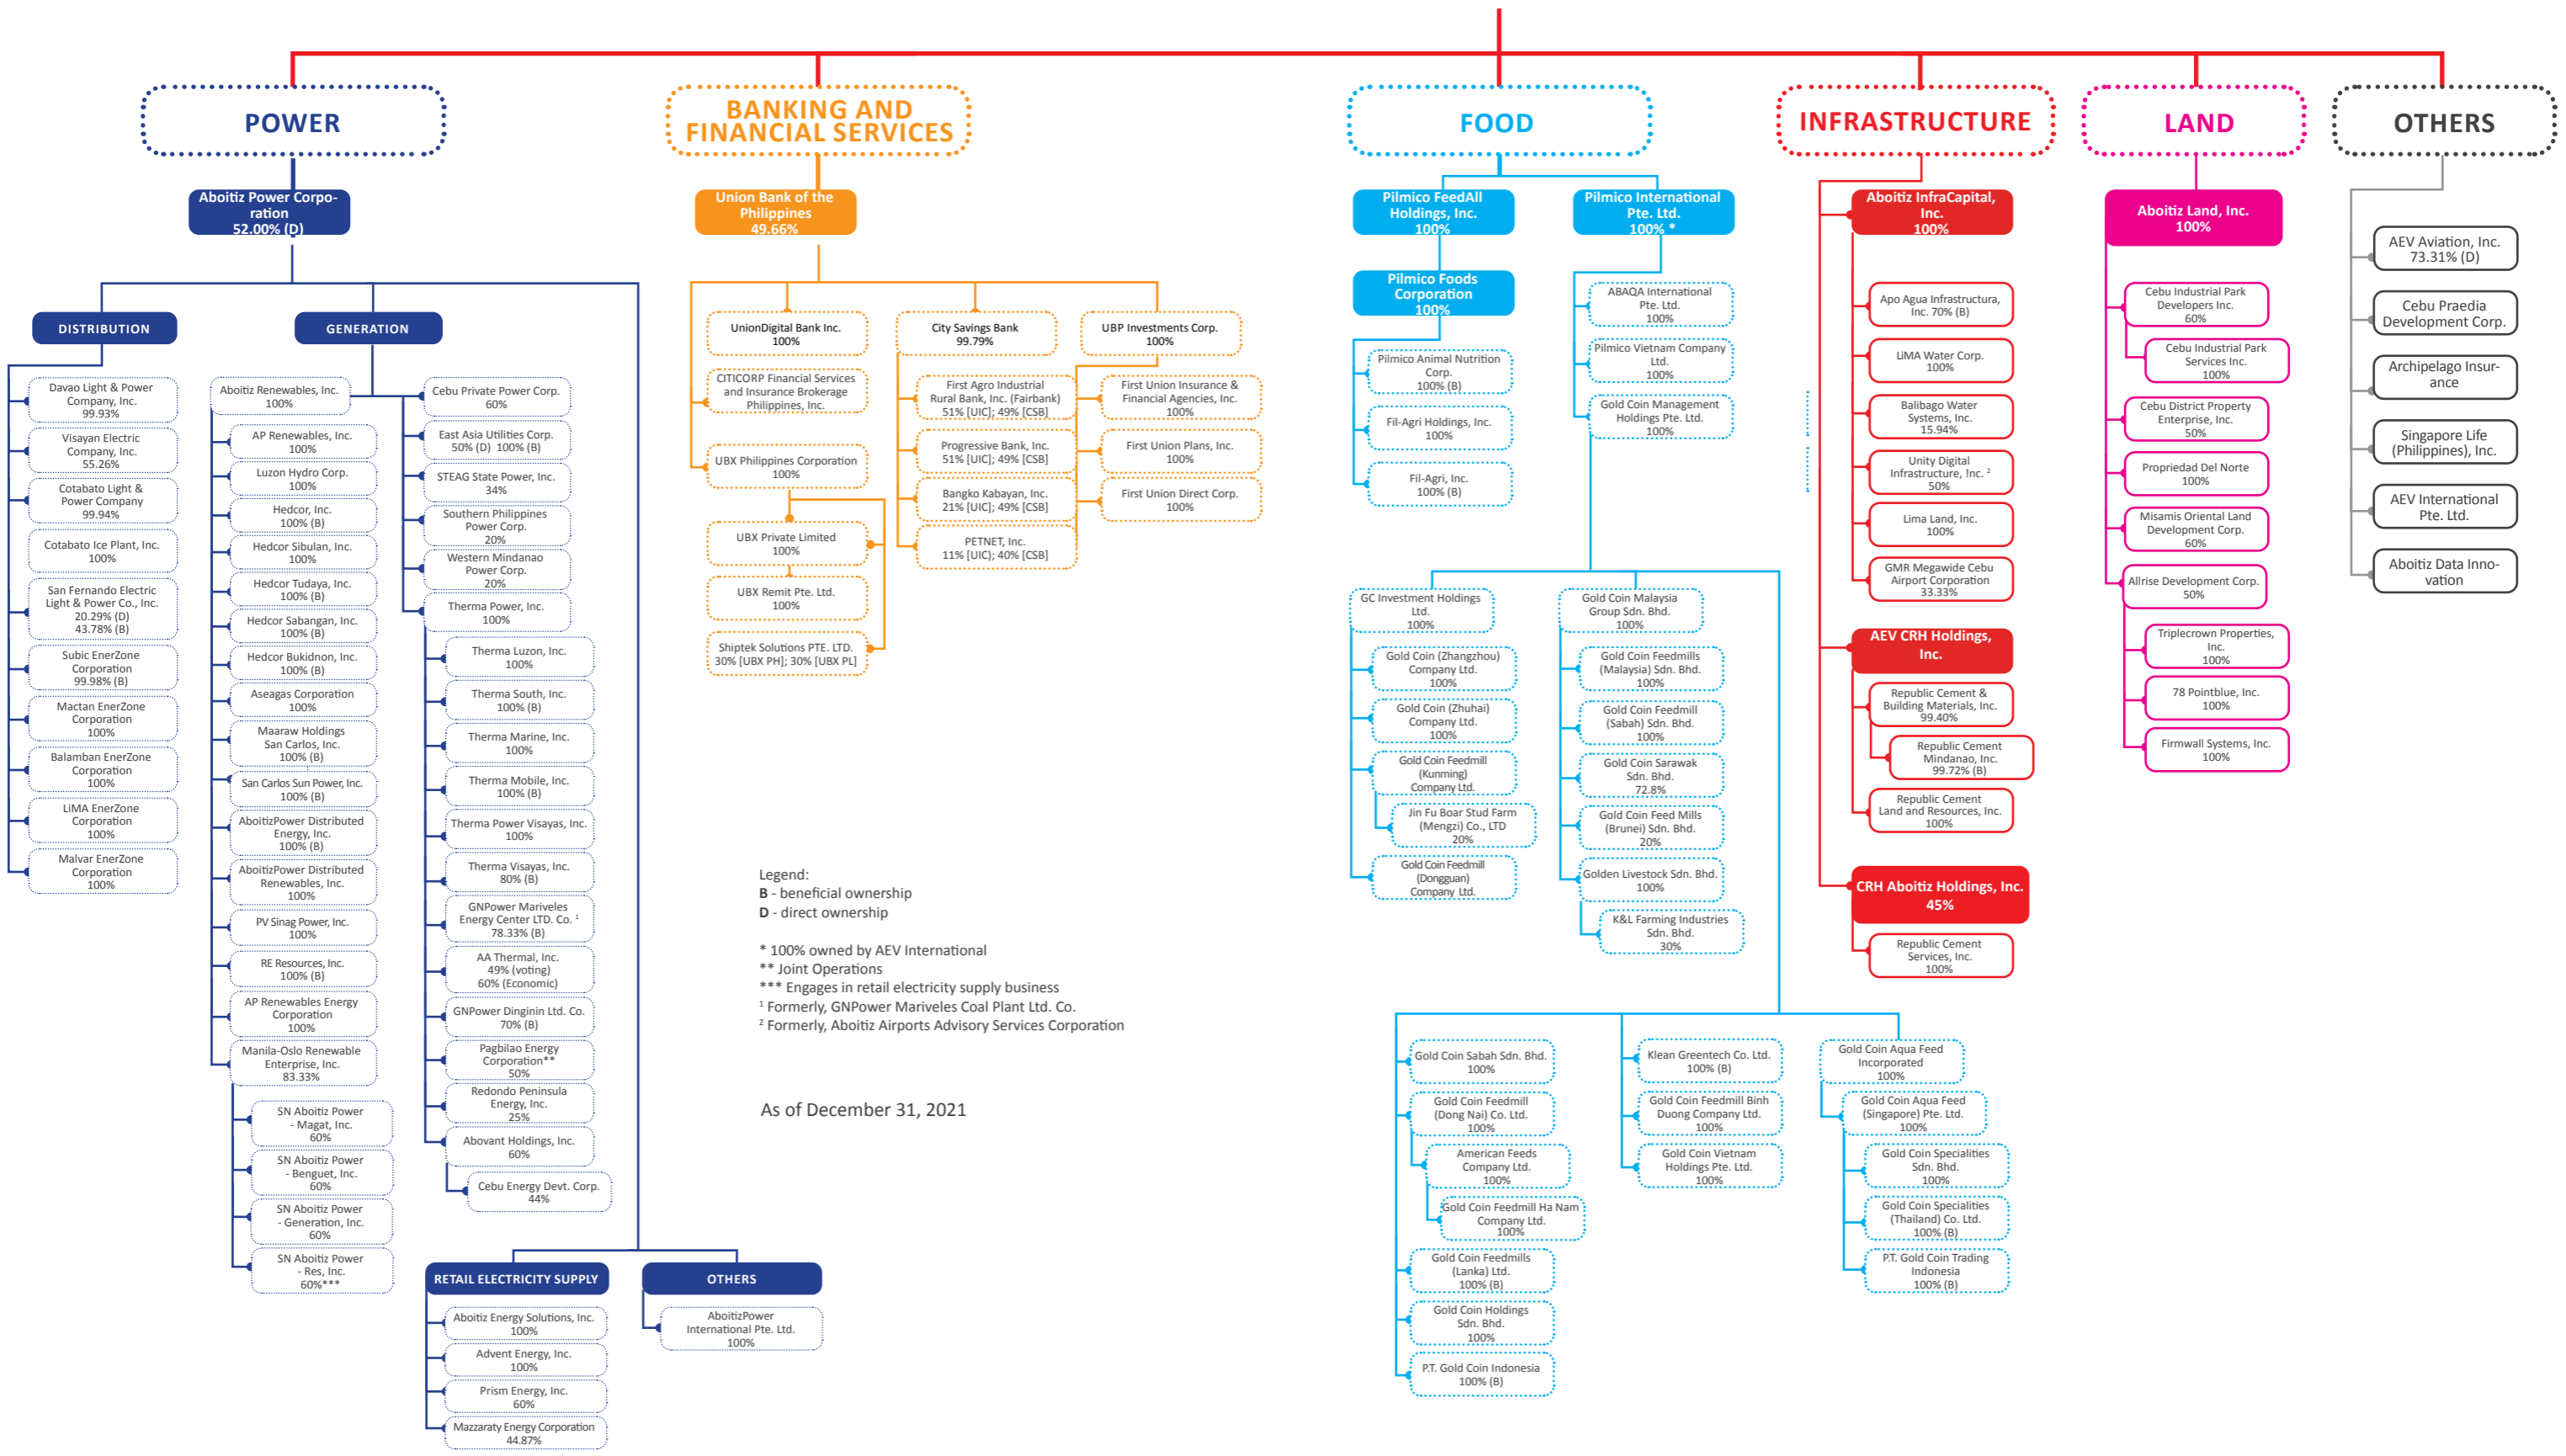 POWER
BANKING AND
FINANCIAL SERVICES
FOOD
INFRASTRUCTURE
LAND
OTHERS
Aboitiz Power Corpo-
ration
52.00% (D)
DISTRIBUTION
Davao Light & Power
Company, Inc.
99.93%
Visayan Electric
Company, Inc.
55.26%
Cotabato Light &
Power Company
99.94%
Cotabato Ice Plant, Inc.
100%
San Fernando Electric
Light & Power Co., Inc.
20.29% (D)
43.78% (B)
Subic EnerZone
Corporation
99.98% (B)
Mactan EnerZone
Corporation
100%
Balamban EnerZone
Corporation
100%
LiMA EnerZone
Corporation
100%
Malvar EnerZone
Corporation
100%
GENERATION
Aboitiz Renewables, Inc.
100%
AP Renewables, Inc.
100%
Luzon Hydro Corp.
100%
Hedcor, Inc.
100% (B)
Hedcor Sibulan, Inc.
100%
Hedcor Tudaya, Inc.
100% (B)
Hedcor Sabangan, Inc.
100% (B)
Hedcor Bukidnon, Inc.
100% (B)
Aseagas Corporation
100%
Maaraw Holdings
San Carlos, Inc.
100% (B)
San Carlos Sun Power, Inc.
100% (B)
AboitizPower Distributed
Energy, Inc.
100% (B)
AboitizPower Distributed
Renewables, Inc.
100%
PV Sinag Power, Inc.
100%
RE Resources, Inc.
100% (B)
AP Renewables Energy
Corporation
100%
Manila-Oslo Renewable
Enterprise, Inc.
83.33%
SN Aboitiz Power
- Magat, Inc.
60%
SN Aboitiz Power
- Benguet, Inc.
60%
SN Aboitiz Power
- Generation, Inc.
60%
SN Aboitiz Power
- Res, Inc.
60%***
Cebu Private Power Corp.
60%
East Asia Utilities Corp.
50% (D) 100% (B)
STEAG State Power, Inc.
34%
Southern Philippines
Power Corp.
20%
Western Mindanao
Power Corp.
20%
Therma Power, Inc.
100%
Therma Luzon, Inc.
100%
Therma South, Inc.
100% (B)
Therma Marine, Inc.
100%
Therma Mobile, Inc.
100% (B)
Therma Power Visayas, Inc.
100%
Therma Visayas, Inc.
80% (B)
GNPower Mariveles
Energy Center LTD. Co. 1
78.33% (B)
AA Thermal, Inc.
49% (voting)
60% (Economic)
GNPower Dinginin Ltd. Co.
70% (B)
Pagbilao Energy
Corporation**
50%
Redondo Peninsula
Energy, Inc.
25%
Abovant Holdings, Inc.
60%
Cebu Energy Devt. Corp.
44%
RETAIL ELECTRICITY SUPPLY
Aboitiz Energy Solutions, Inc.
100%
Advent Energy, Inc.
100%
Prism Energy, Inc.
60%
Mazzaraty Energy Corporation
44.87%
OTHERS
AboitizPower
International Pte. Ltd.
100%
Union Bank of the
Philippines
49.66%
UnionDigital Bank Inc.
100%
CITICORP Financial Services
and Insurance Brokerage
Philippines, Inc.
UBX Philippines Corporation
100%
UBX Private Limited
100%
UBX Remit Pte. Ltd.
100%
Shiptek Solutions PTE. LTD.
30% [UBX PH]; 30% [UBX PL]
City Savings Bank
99.79%
First Agro Industrial
Rural Bank, Inc. (Fairbank)
51% [UIC]; 49% [CSB]
Progressive Bank, Inc.
51% [UIC]; 49% [CSB]
Bangko Kabayan, Inc.
21% [UIC]; 49% [CSB]
PETNET, Inc.
11% [UIC]; 40% [CSB]
UBP Investments Corp.
100%
First Union Insurance &
Financial Agencies, Inc.
100%
First Union Plans, Inc.
100%
First Union Direct Corp.
100%
Legend:
B - beneficial ownership
D - direct ownership
* 100% owned by AEV International
** Joint Operations
*** Engages in retail electricity supply business
1 Formerly, GNPower Mariveles Coal Plant Ltd. Co.
2 Formerly, Aboitiz Airports Advisory Services Corporation
As of December 31, 2021
Pilmico FeedAll
Holdings, Inc.
100%
Pilmico Foods
Corporation
100%
Pilmico Animal Nutrition
Corp.
100% (B)
Fil-Agri Holdings, Inc.
100%
Fil-Agri, Inc.
100% (B)
Pilmico International
Pte. Ltd.
100% *
ABAQA International
Pte. Ltd.
100%
Pilmico Vietnam Company
Ltd.
100%
Gold Coin Management
Holdings Pte. Ltd.
100%
GC Investment Holdings
Ltd.
100%
Gold Coin (Zhangzhou)
Company Ltd.
100%
Gold Coin (Zhuhai)
Company Ltd.
100%
Gold Coin Feedmill
(Kunming)
Company Ltd.
Jin Fu Boar Stud Farm
(Mengzi) Co., LTD
20%
Gold Coin Feedmill
(Dongguan)
Company Ltd.
Gold Coin Malaysia
Group Sdn. Bhd.
100%
Gold Coin Feedmills
(Malaysia) Sdn. Bhd.
100%
Gold Coin Feedmill
(Sabah) Sdn. Bhd.
100%
Gold Coin Sarawak
Sdn. Bhd.
72.8%
Gold Coin Feed Mills
(Brunei) Sdn. Bhd.
20%
Golden Livestock Sdn. Bhd.
100%
K&L Farming Industries
Sdn. Bhd.
30%
Gold Coin Sabah Sdn. Bhd.
100%
Gold Coin Feedmill
(Dong Nai) Co. Ltd.
100%
American Feeds
Company Ltd.
100%
Gold Coin Feedmill Ha Nam
Company Ltd.
100%
Gold Coin Feedmills
(Lanka) Ltd.
100% (B)
Gold Coin Holdings
Sdn. Bhd.
100%
P.T. Gold Coin Indonesia
100% (B)
Klean Greentech Co. Ltd.
100% (B)
Gold Coin Feedmill Binh
Duong Company Ltd.
100%
Gold Coin Vietnam
Holdings Pte. Ltd.
100%
Gold Coin Aqua Feed
Incorporated
100%
Gold Coin Aqua Feed
(Singapore) Pte. Ltd.
100%
Gold Coin Specialities
Sdn. Bhd.
100%
Gold Coin Specialities
(Thailand) Co. Ltd.
100% (B)
P.T. Gold Coin Trading
Indonesia
100% (B)
Aboitiz InfraCapital,
Inc.
100%
Apo Agua Infrastructura,
Inc. 70% (B)
LiMA Water Corp.
100%
Balibago Water
Systems, Inc.
15.94%
Unity Digital
Infrastructure, !nc. 2
50%
Lima Land, Inc.
100%
GMR Megawide Cebu
Airport Corporation
33.33%
AEV CRH Holdings,
Inc.
Republic Cement &
Building Materials, Inc.
99.40%
Republic Cement
Mindanao, Inc.
99.72% (B)
Republic Cement
Land and Resources, Inc.
100%
CRH Aboitiz Holdings, Inc.
45%
Republic Cement
Services, Inc.
100%
Aboitiz Land, Inc.
100%
Cebu Industrial Park
Developers Inc.
60%
Cebu Industrial Park
Services Inc.
100%
Cebu District Property
Enterprise, Inc.
50%
Propriedad Del Norte
100%
Misamis Oriental Land
Development Corp.
60%
Allrise Development Corp.
50%
Triplecrown Properties,
Inc.
100%
78 Pointblue, Inc.
100%
Firmwall Systems, Inc.
100%
AEV Aviation, Inc.
73.31% (D)
Cebu Praedia
Development Corp.
Archipelago Insur-
ance
Singapore Life
(Philippines), Inc.
AEV International
Pte. Ltd.
Aboitiz Data Inno-
vation